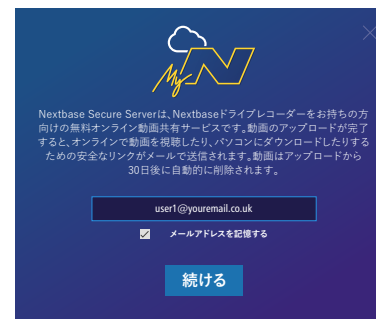 My N
Nextbase Secure Serverは、Nextbaseドライブレコーダーをお持ちの方
向けの無料オンライン動画共有サービスです。動画のアップロードが完了
すると、オンラインで動画を視聴したり、パソコンにダウンロードしたりする
ための安全なリンクがメールで送信されます。動画はアップロードから
30日後に自動的に削除されます。
user1@youremail.co.uk
メールアドレスを記憶する
続ける